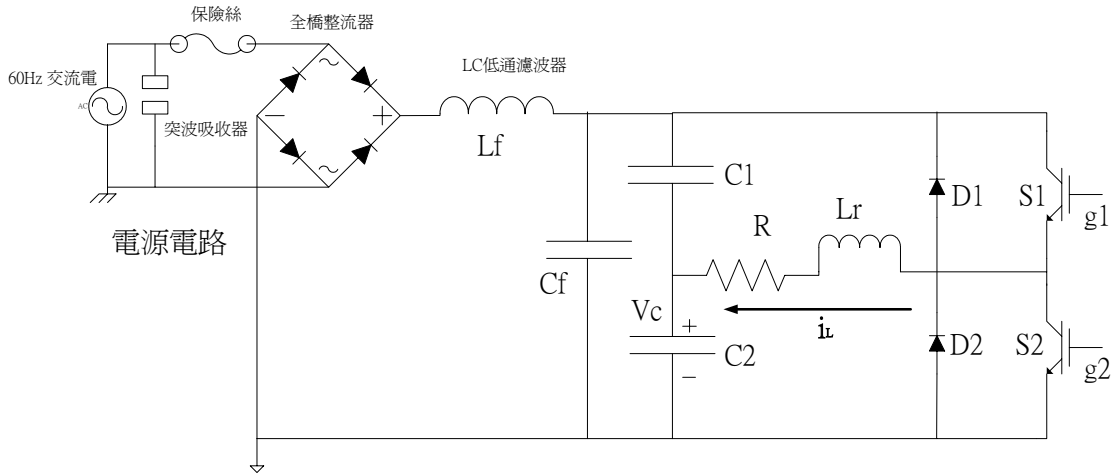 保險絲
全橋整流器
LC低通濾波器
60Hz 交流電
AC
突波吸收器
Lf
電源電路
Cf
C1
R
Lr
D1
S1
g1
Vc
+
C2
−
iL
D2
S2
g2
~
−
+
~